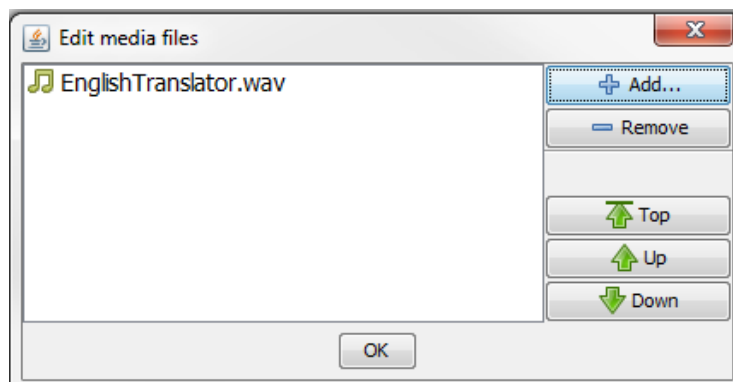 Edit media files
EnglishTranslator.wav
Add...
Remove
Top
Up
Down
OK